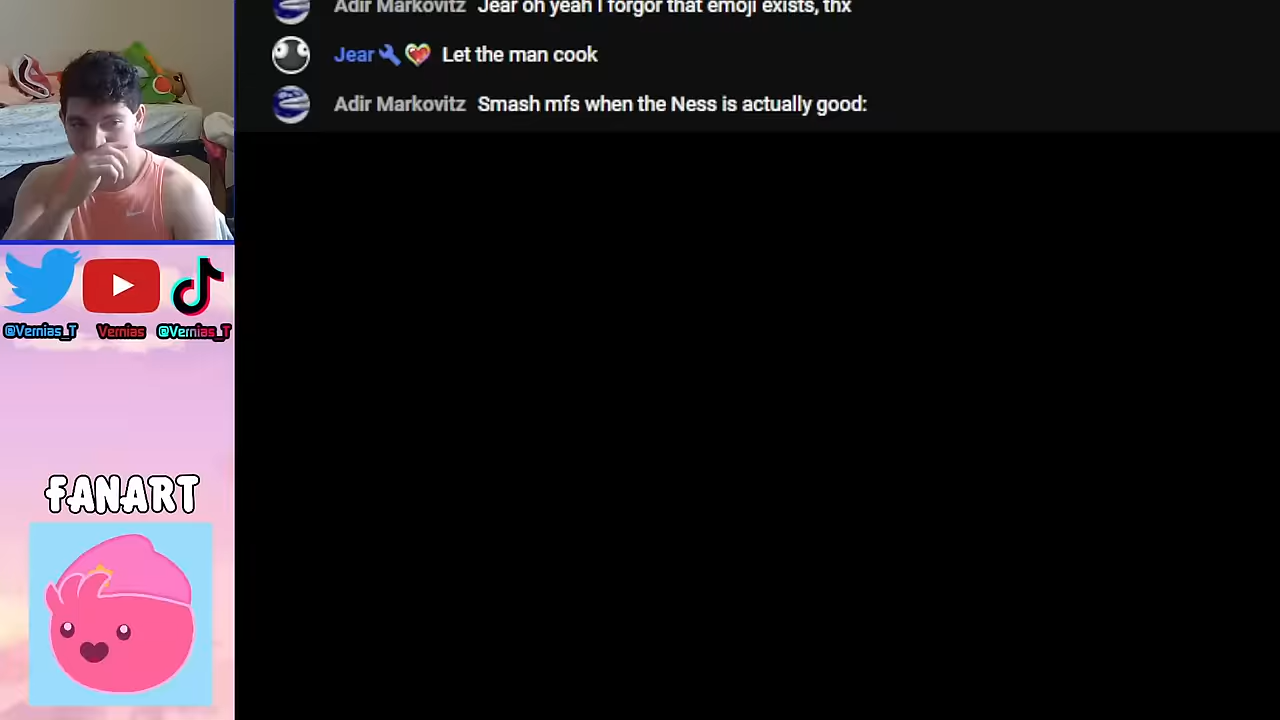 Adir Markovitz Jear oh yeah I forgor that emoji exists, thx
Jear Let the man cook
Adir Markovitz Smash mfs when the Ness is actually good:
@Vernias_T Vernias @Vernias_T
FANART